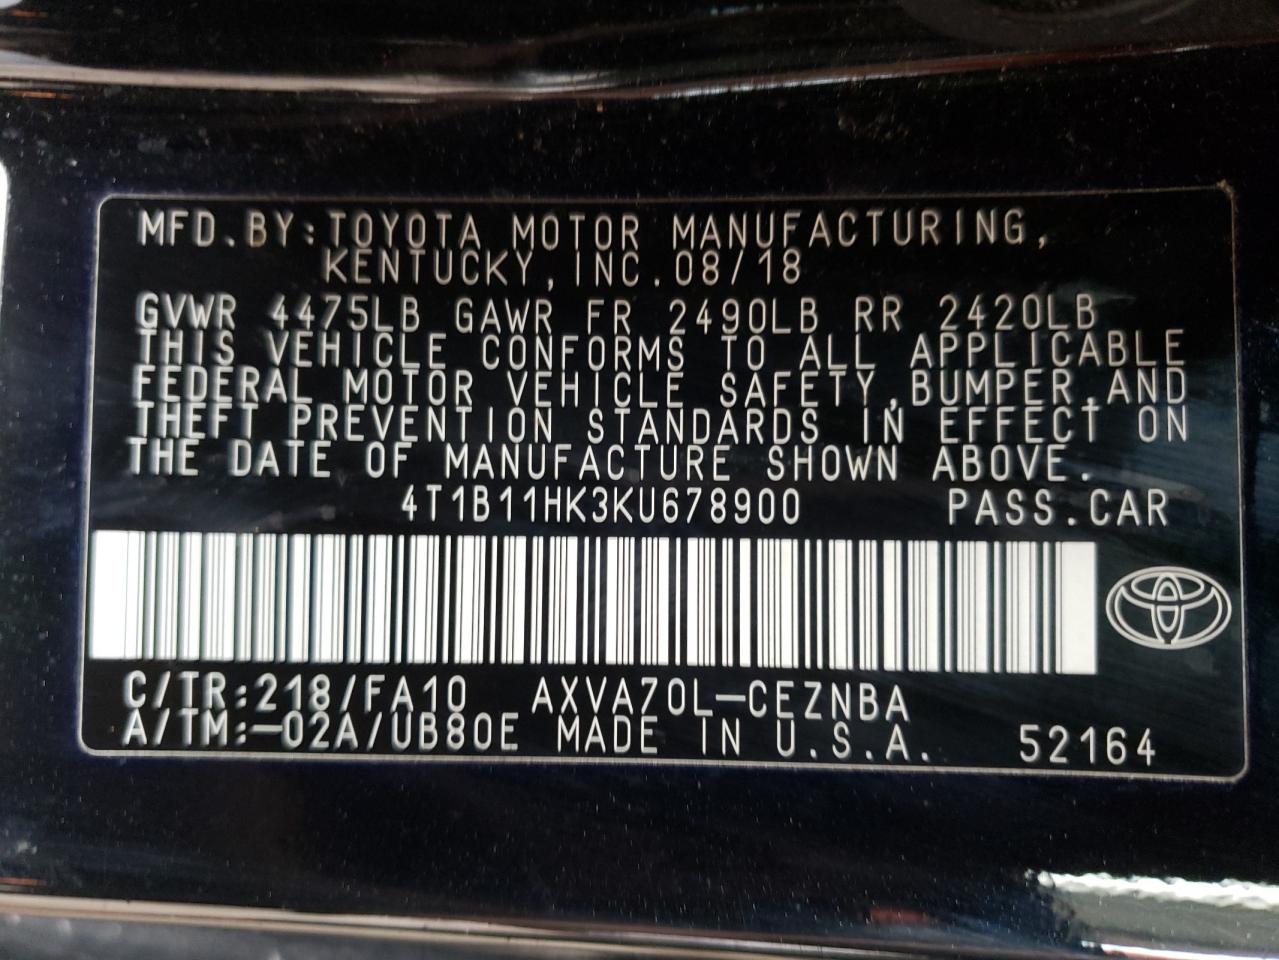 MFD.BY:TOYOTA MOTOR MANUFACTURING,
KENTUCKY,INC.08/18
GVWR 4475LB GAWR FR 2490LB RR 2420LB
THIS VEHICLE CONFORMS TO ALL APPLICABLE
FEDERAL MOTOR VEHICLE SAFETY,BUMPER,AND
THEFT PREVENTION STANDARDS IN EFFECT ON
THE DATE OF MANUFACTURE SHOWN ABOVE.
4T1B11HK3KU678900 PASS.CAR
C/TR:218/FA10 AXVA70L-CEZNBA
A/TM:-02A/UB80E MADE IN U.S.A. 52164